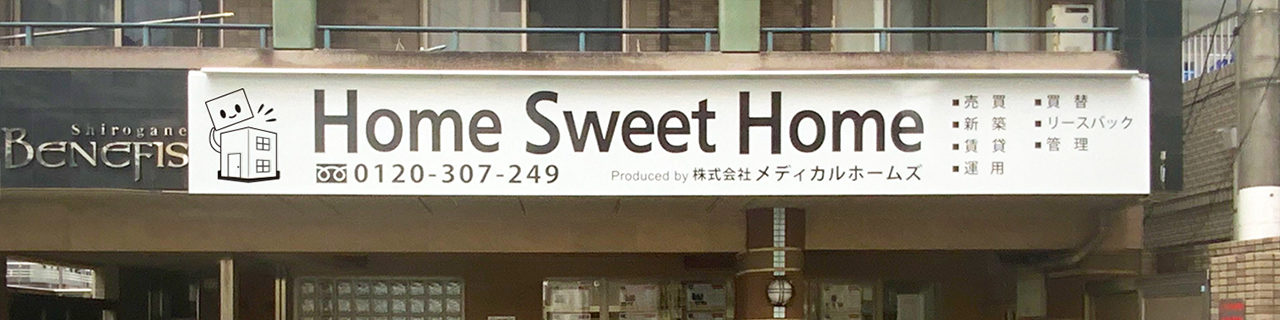 Shirogane
BENEFIS
Home Sweet Home
0120-307-249
Produced by 株式会社メディカルホームズ
■売買
■新築
■賃貸
■運用
■買替
■リースバック
■管理